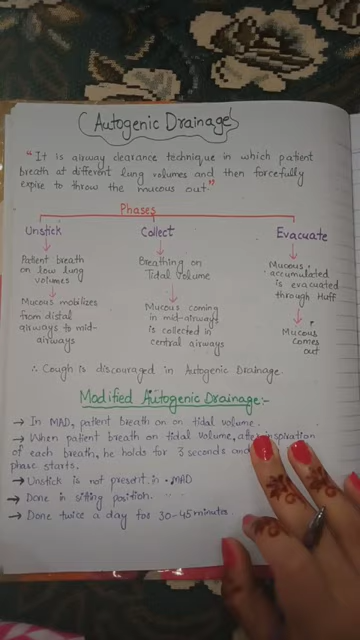 Autogenic Drainage
"It is airway clearance technique in which patient
breath at different lung volumes and then forcefully
expire to throw the mucous out"
Phases
Unstick
Patient breath
on low lung
volumes
Mucous mobilizes
from distal
airways to mid-
airways
Collect
Breathing on
Tidal Volume
Mucous coming
in mid-airways
is collected in
central airways
Evacuate
Mucous
accumulated
is evacuated
through Huff
Mucous
comes
out
∴ Cough is discouraged in Autogenic Drainage.
Modified Autogenic Drainage:-
→ In MAD, patient breath on on tidal volume.
→ When patient breath on tidal volume, after inspiration
of each breath, he holds for 3 seconds and
phase starts.
→ Unstick is not present in MAD
→ Done in sitting position.
→ Done twice a day for 30-45 minutes.